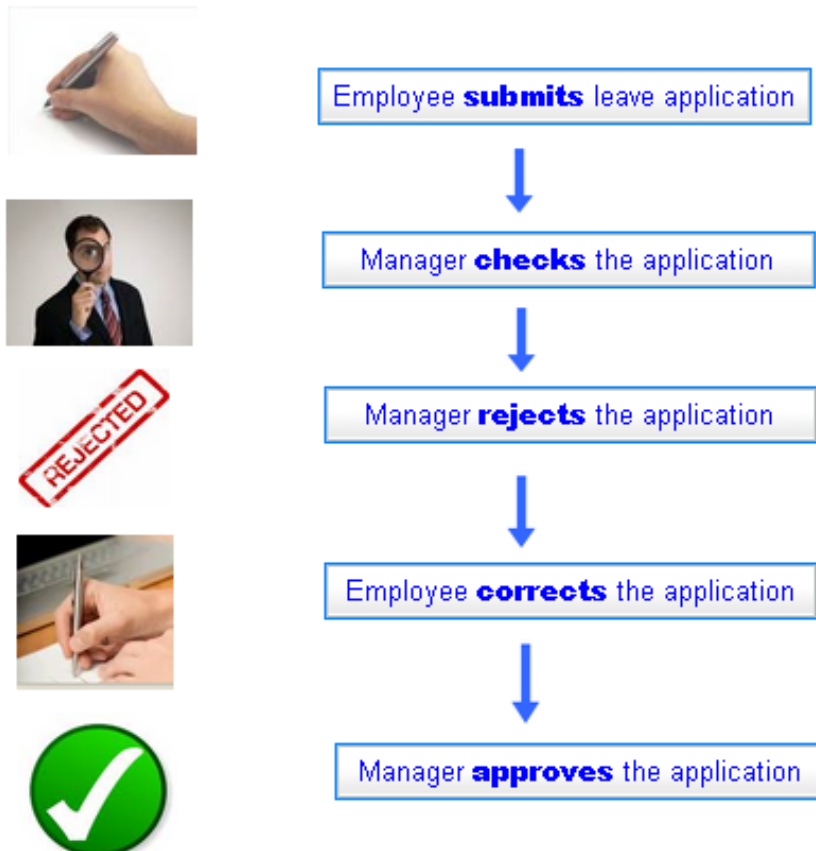 Employee submits leave application
Manager checks the application
REJECTED
Manager rejects the application
Employee corrects the application
Manager approves the application